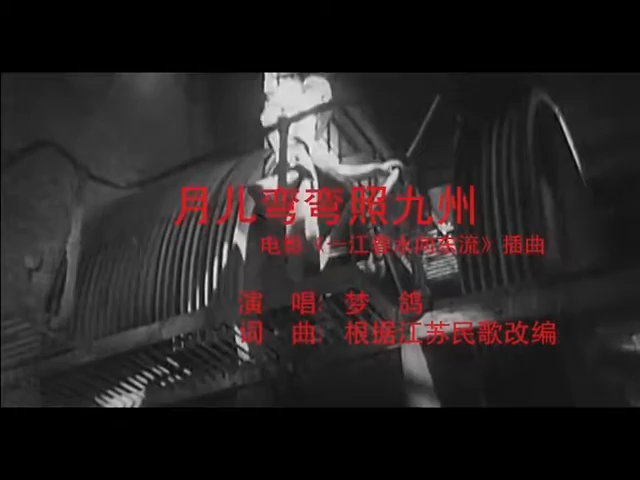 月儿弯弯照九州
电影《一江春水向东流》插曲
演 唱: 梦 鸽
词 曲: 根据江苏民歌改编